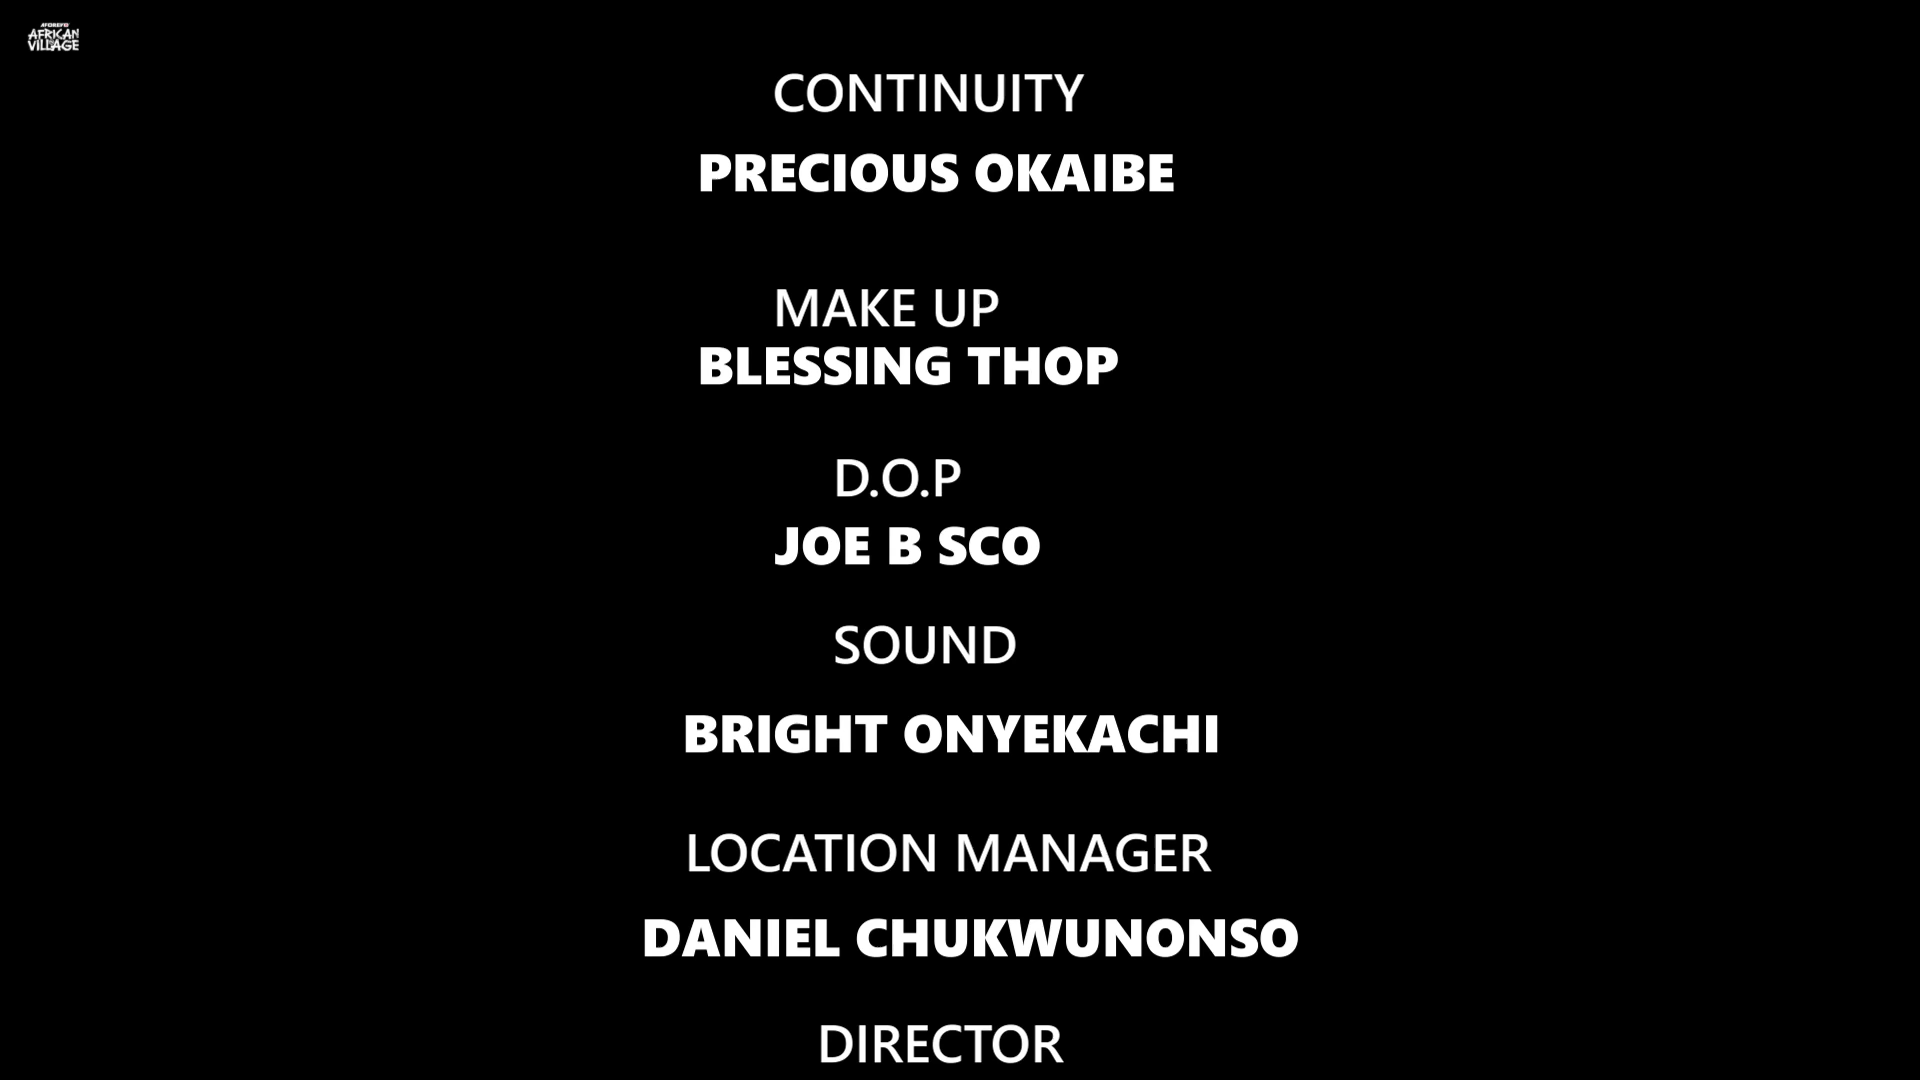 AFRICAN
VILLAGE
CONTINUITY
PRECIOUS OKAIBE
MAKE UP
BLESSING THOP
D.O.P
JOE B SCO
SOUND
BRIGHT ONYEKACHI
LOCATION MANAGER
DANIEL CHUKWUNONSO
DIRECTOR